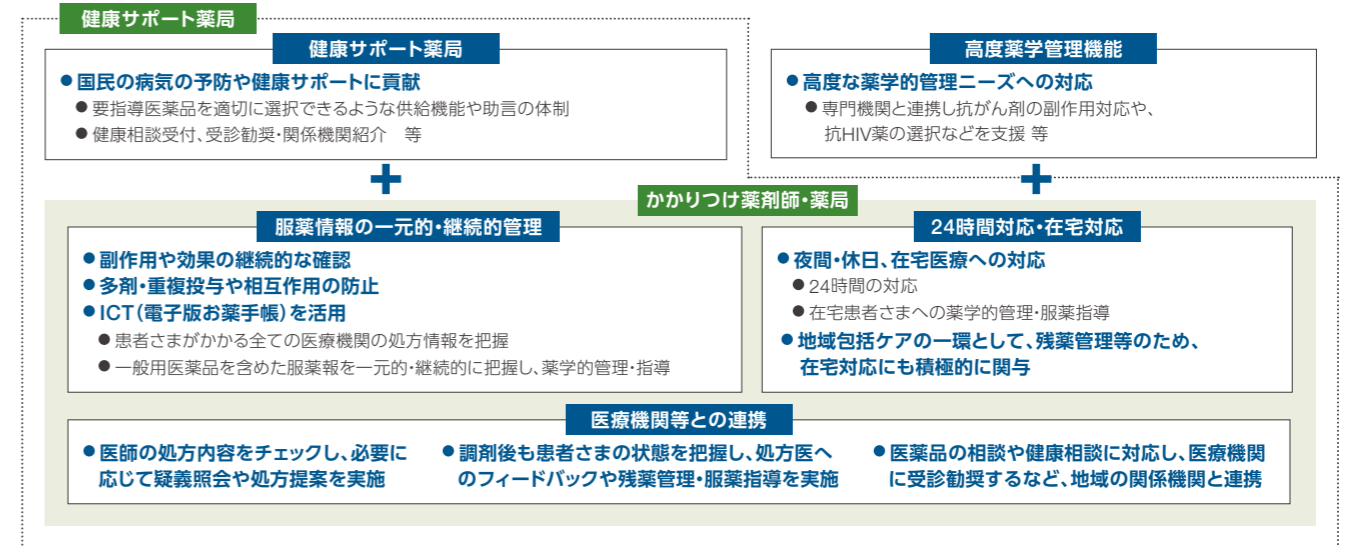 健康サポート薬局
健康サポート薬局
●国民の病気の予防や健康サポートに貢献
●要指導医薬品を適切に選択できるような供給機能や助言の体制
●健康相談受付、受診勧奨・関係機関紹介　等
高度薬学管理機能
●高度な薬学的管理ニーズへの対応
●専門機関と連携し抗がん剤の副作用対応や、
抗HIV薬の選択などを支援 等
+
+
かかりつけ薬剤師・薬局
服薬情報の一元的・継続的管理
●副作用や効果の継続的な確認
●多剤・重複投与や相互作用の防止
●ICT（電子版お薬手帳）を活用
●患者さまがかかる全ての医療機関の処方情報を把握
●一般用医薬品を含めた服薬報を一元的・継続的に把握し、薬学的管理・指導
24時間対応・在宅対応
●夜間・休日、在宅医療への対応
●24時間の対応
●在宅患者さまへの薬学的管理・服薬指導
●地域包括ケアの一環として、残薬管理等のため、
在宅対応にも積極的に関与
医療機関等との連携
●医師の処方内容をチェックし、必要に
応じて疑義照会や処方提案を実施
●調剤後も患者さまの状態を把握し、処方医へ
のフィードバックや残薬管理・服薬指導を実施
●医薬品の相談や健康相談に対応し、医療機関
に受診勧奨するなど、地域の関係機関と連携